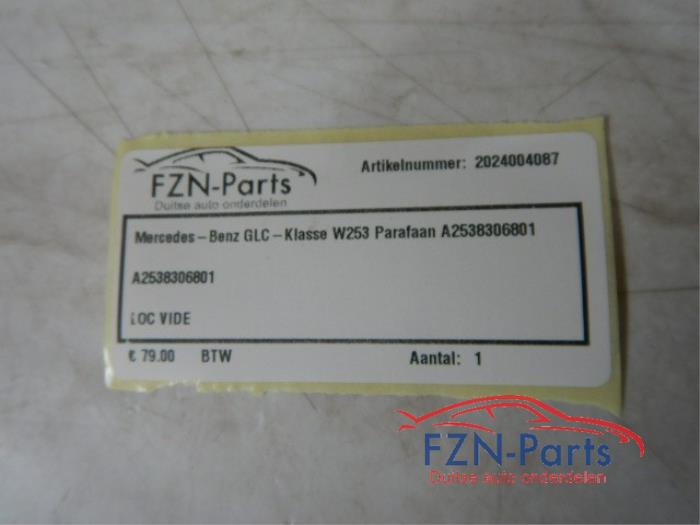 FZN-Parts
Duitse auto onderdelen
Artikelnummer: 2024004087
Mercedes-Benz GLC-Klasse W253 Parafaan A2538306801
A2538306801
LOC VIDE
€ 79.00 BTW
Aantal: 1
FZN-Parts
Duitse auto onderdelen